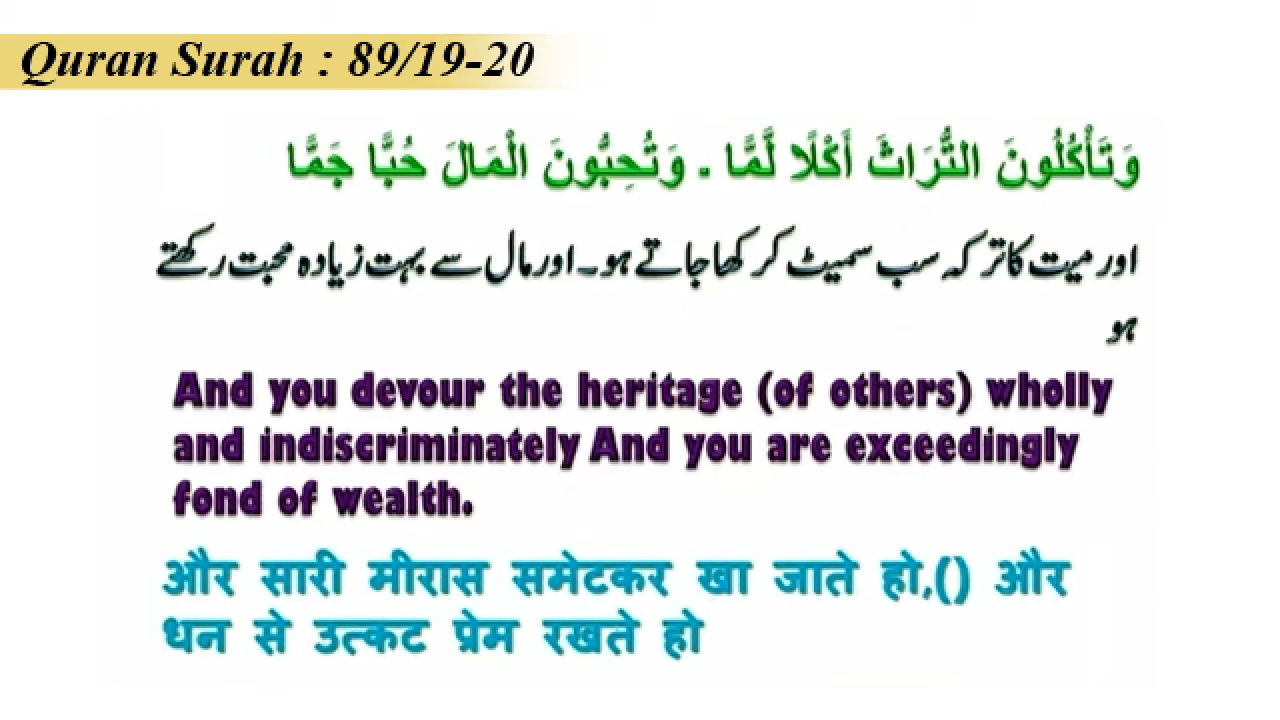 Quran Surah : 89/19-20
وَتَأْكُلُونَ التُّرَاثَ أَكْلًا لَّمًّا . وَتُحِبُّونَ الْمَالَ حُبًّا جَمًّا
اور میت کا ترکہ سب سمیٹ کر کھا جاتے ہو۔ اور مال سے بہت زیادہ محبت رکھتے
ہو
And you devour the heritage (of others) wholly
and indiscriminately And you are exceedingly
fond of wealth.
और सारी मीरास समेटकर खा जाते हो,() और
धन से उत्कट प्रेम रखते हो